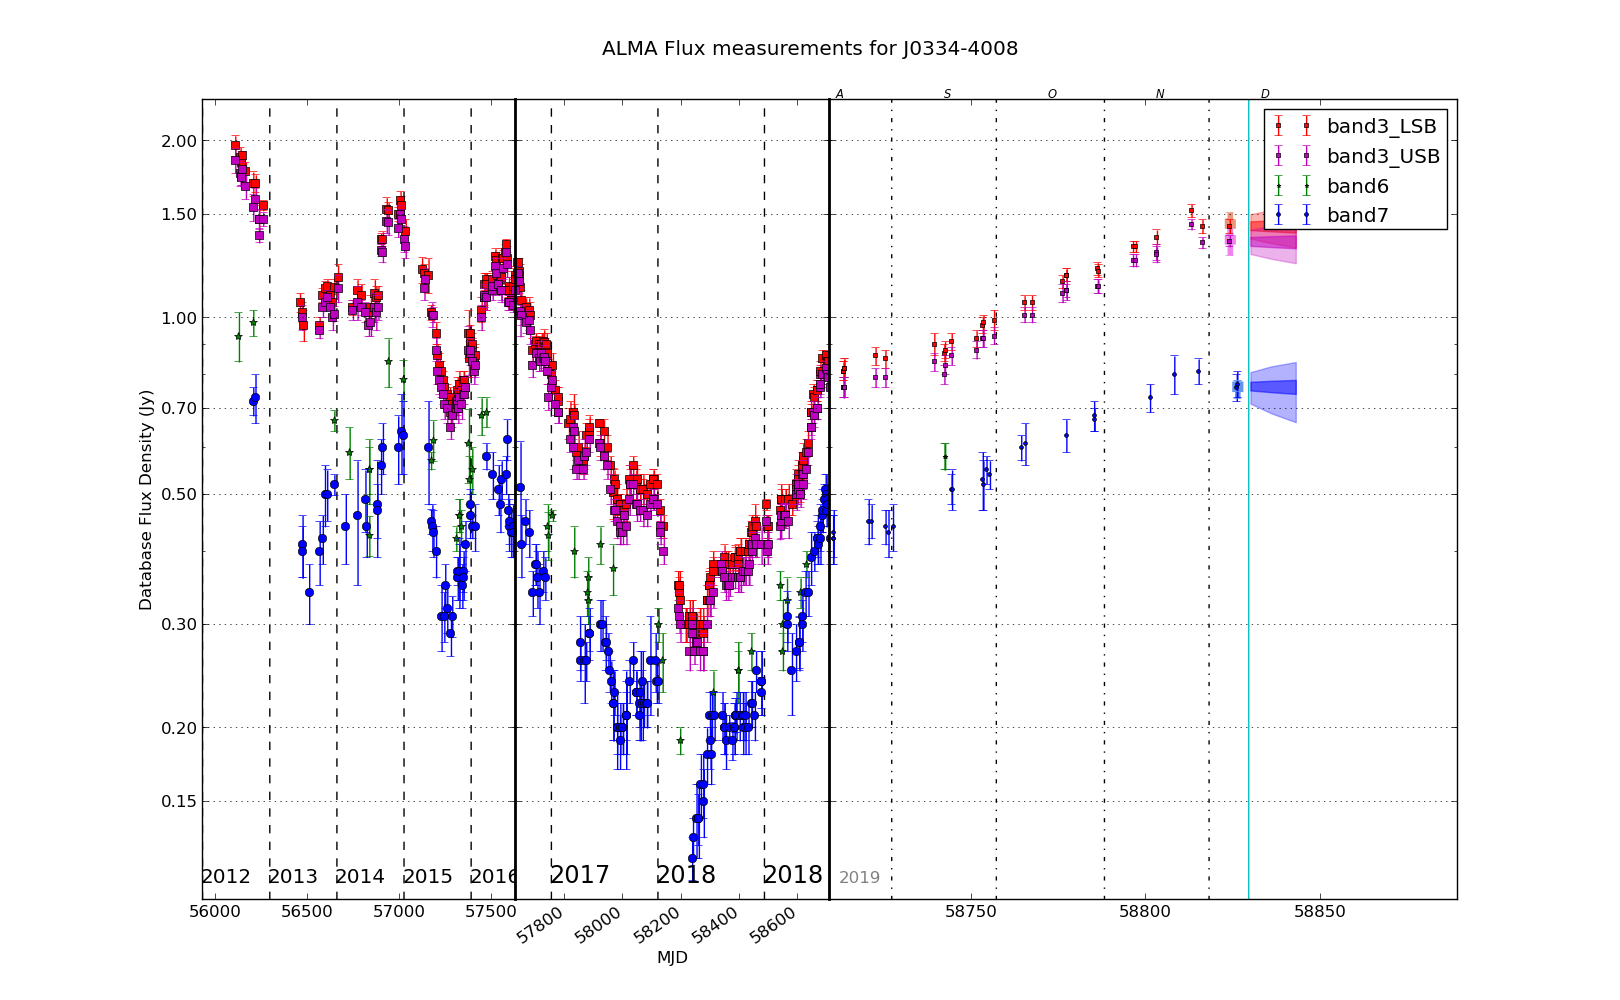 ALMA Flux measurements for J0334-4008
A S O N D
band3_LSB
band3_USB
band6
band7
2.00
1.50
1.00
0.70
0.50
0.30
0.20
0.15
Database Flux Density (Jy)
2012 2013 2014 2015 2016 2017 2018 2018 2019
56000 56500 57000 57500 57800 58000 58200 58400 58600 58750 58800 58850
MJD